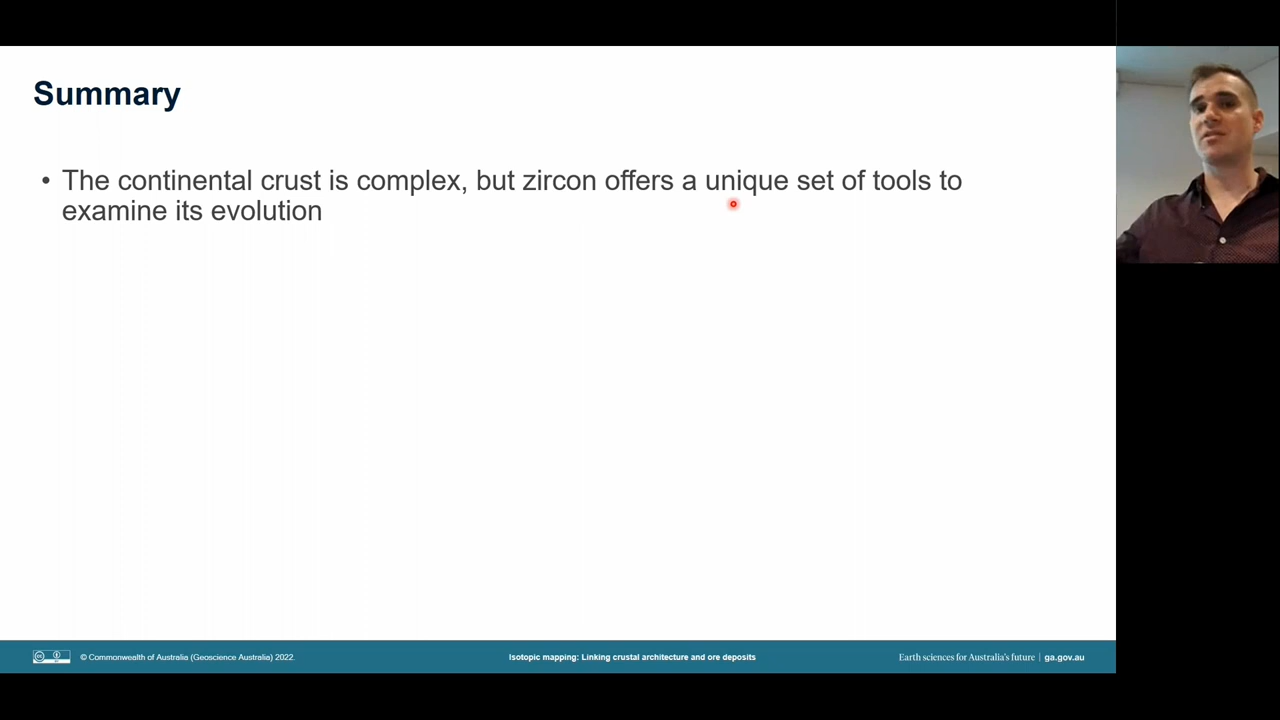 Summary
• The continental crust is complex, but zircon offers a unique set of tools to
examine its evolution
© Commonwealth of Australia (Geoscience Australia) 2022.
Isotopic mapping: Linking crustal architecture and ore deposits
Earth sciences for Australia's future | ga.gov.au